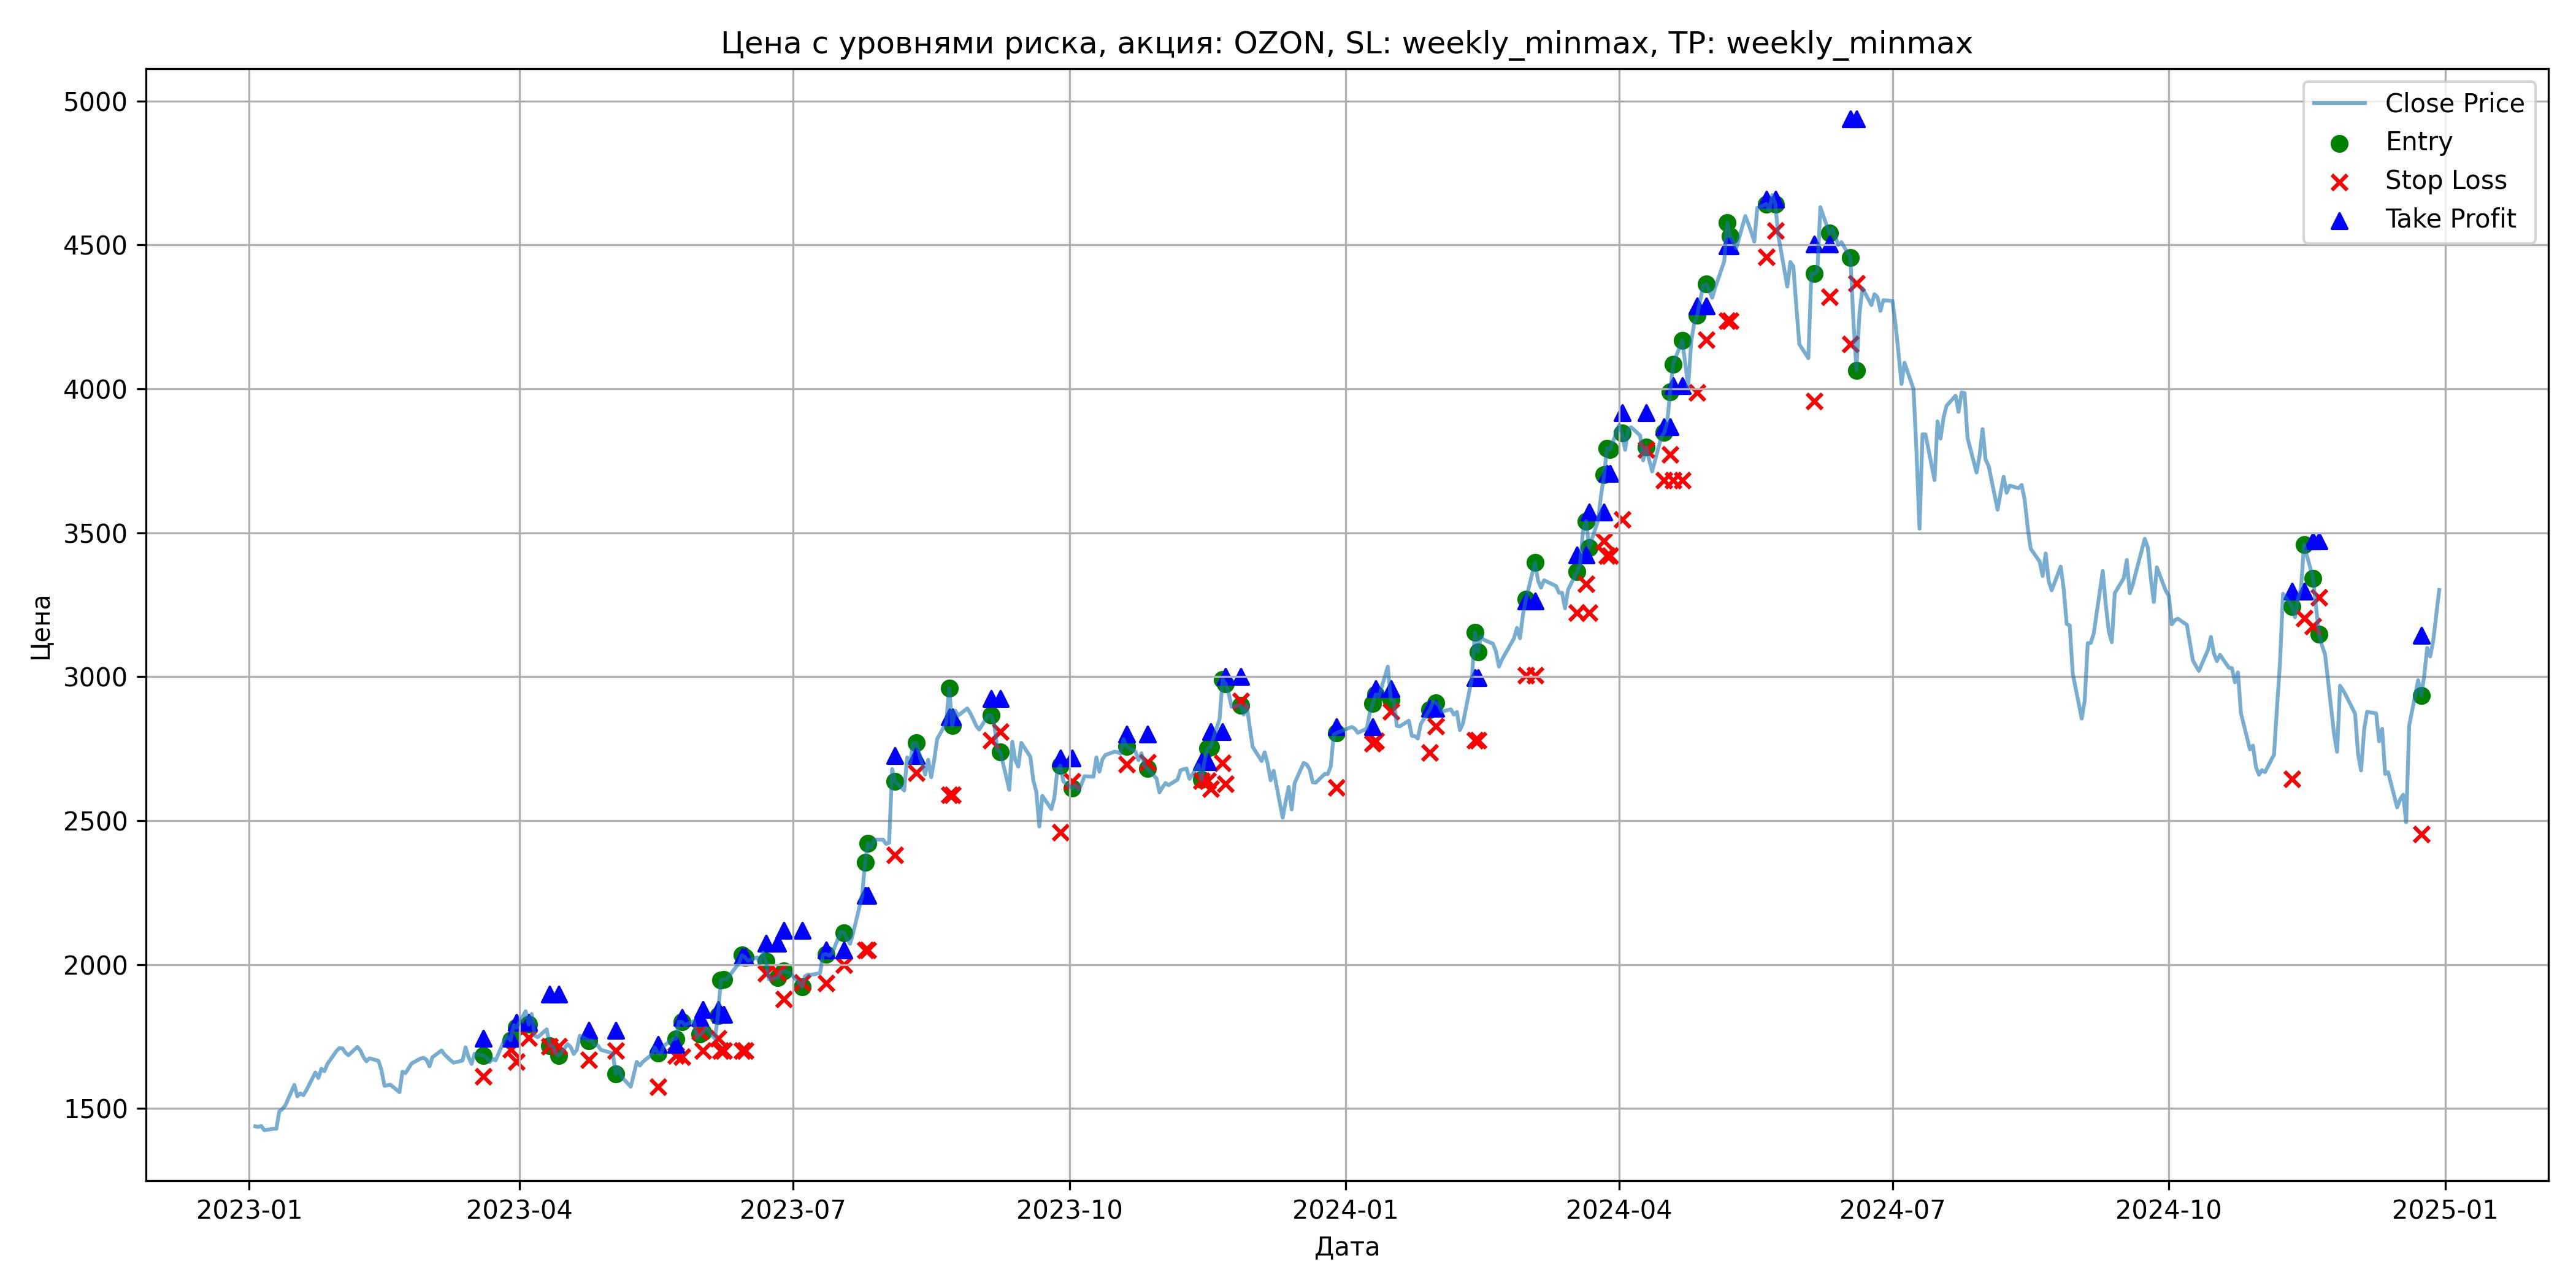 Цена с уровнями риска, акция: OZON, SL: weekly_minmax, TP: weekly_minmax
Close Price
Entry
Stop Loss
Take Profit
Цена
5000
4500
4000
3500
3000
2500
2000
1500
2023-01 2023-04 2023-07 2023-10 2024-01 2024-04 2024-07 2024-10 2025-01
Дата